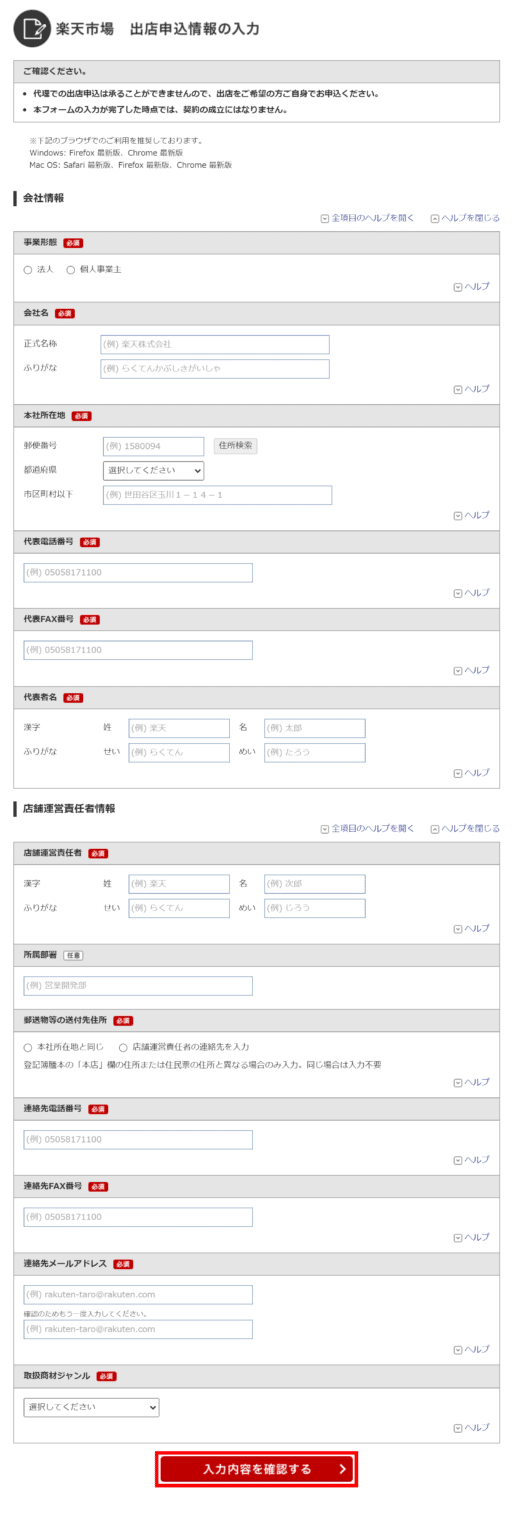 楽天市場　出店申込情報の入力
ご確認ください。
• 代理での出店申込は承ることができませんので、出店をご希望の方ご自身でお申込ください。
• 本フォームの入力が完了した時点では、契約の成立にはなりません。
※下記のブラウザでのご利用を推奨しております。
Windows: Firefox 最新版、Chrome 最新版
Mac OS: Safari 最新版、Firefox 最新版、Chrome 最新版
会社情報
全項目のヘルプを開く ヘルプを閉じる
事業形態 必須
法人 個人事業主
ヘルプ
会社名 必須
正式名称 (例) 楽天株式会社
ふりがな (例) らくてんかぶしきがいしゃ
ヘルプ
本社所在地 必須
郵便番号 (例) 1580094 住所検索
都道府県 選択してください
市区町村以下 (例) 世田谷区玉川１－１４－１
ヘルプ
代表電話番号 必須
(例) 05058171100
ヘルプ
代表FAX番号 必須
(例) 05058171100
ヘルプ
代表者名 必須
漢字 姓 (例) 楽天 名 (例) 太郎
ふりがな せい (例) らくてん めい (例) たろう
ヘルプ
店舗運営責任者情報
全項目のヘルプを開く ヘルプを閉じる
店舗運営責任者 必須
漢字 姓 (例) 楽天 名 (例) 次郎
ふりがな せい (例) らくてん めい (例) じろう
ヘルプ
所属部署 任意
(例) 営業開発部
郵送物等の送付先住所 必須
本社所在地と同じ 店舗運営責任者の連絡先を入力
登記簿謄本の「本店」欄の住所または住民票の住所と異なる場合のみ入力。同じ場合は入力不要
ヘルプ
連絡先電話番号 必須
(例) 05058171100
ヘルプ
連絡先FAX番号 必須
(例) 05058171100
ヘルプ
連絡先メールアドレス 必須
(例) rakuten-taro@rakuten.com
確認のためもう一度入力してください。
(例) rakuten-taro@rakuten.com
ヘルプ
取扱商材ジャンル 必須
選択してください
ヘルプ
入力内容を確認する